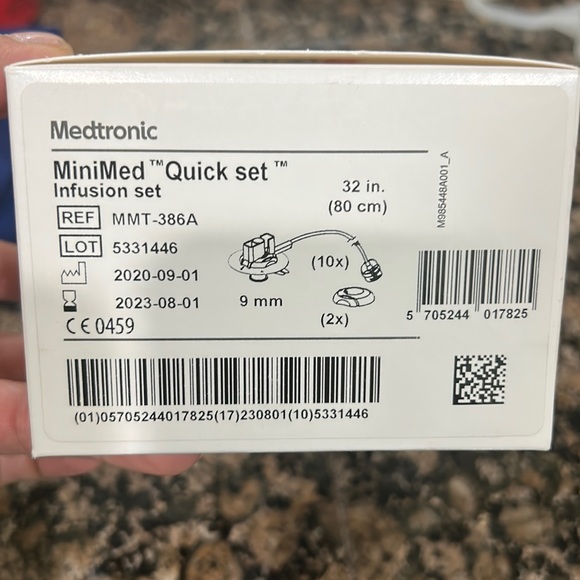 Medtronic
MiniMed™ Quick set™
Infusion set
32 in.
(80 cm)
REF MMT-386A
LOT 5331446
2020-09-01
2023-08-01
CE 0459
9 mm
(10x)
(2x)
M985448A001_A
5 705244 017825
(01)05705244017825(17)230801(10)5331446